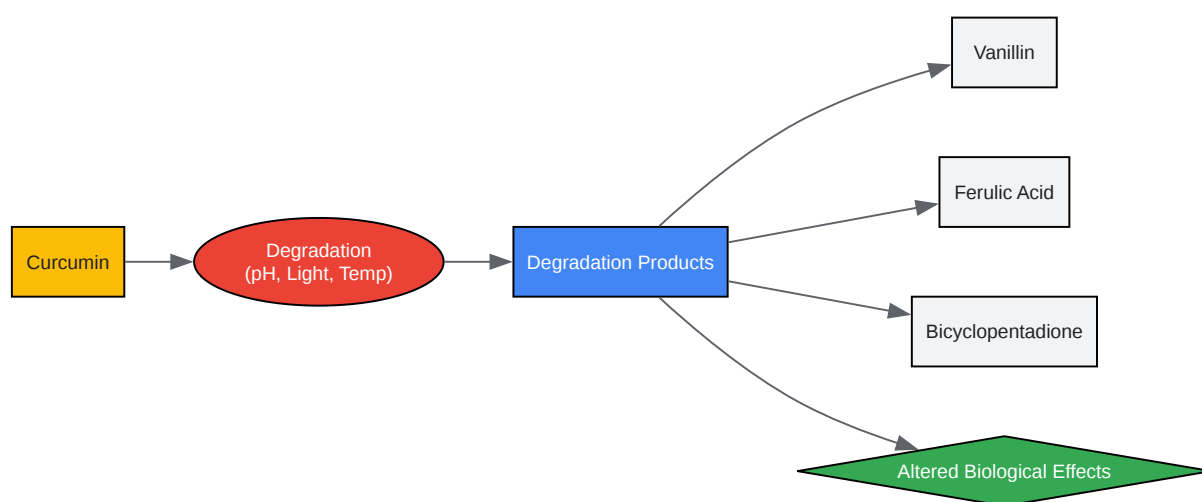 Curcumin
Degradation
(pH, Light, Temp)
Degradation Products
Vanillin
Ferulic Acid
Bicyclopentadione
Altered Biological Effects